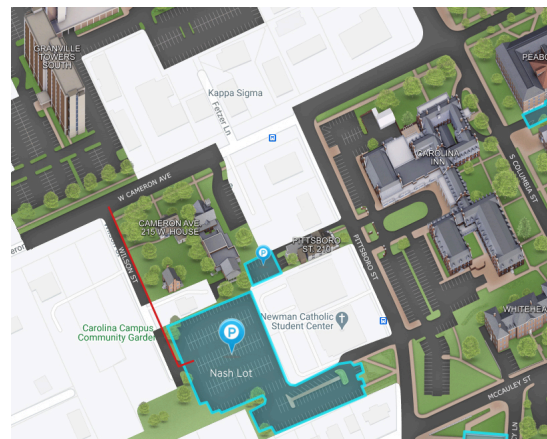 GRANVILLE
TOWERS
SOUTH
PEABO
Kappa Sigma
Fetzer Ln
CAROLINA
INN
S COLUMBIA ST
W CAMERON AVE
CAMERON AVE
215 W HOUSE
WILSON ST
PITTSBORO
ST. 210
PITTSBORO ST
P
Carolina Campus
Community Garden
P
Newman Catholic
Student Center
WHITEHEA
Nash Lot
MCCAULEY ST
Y LN